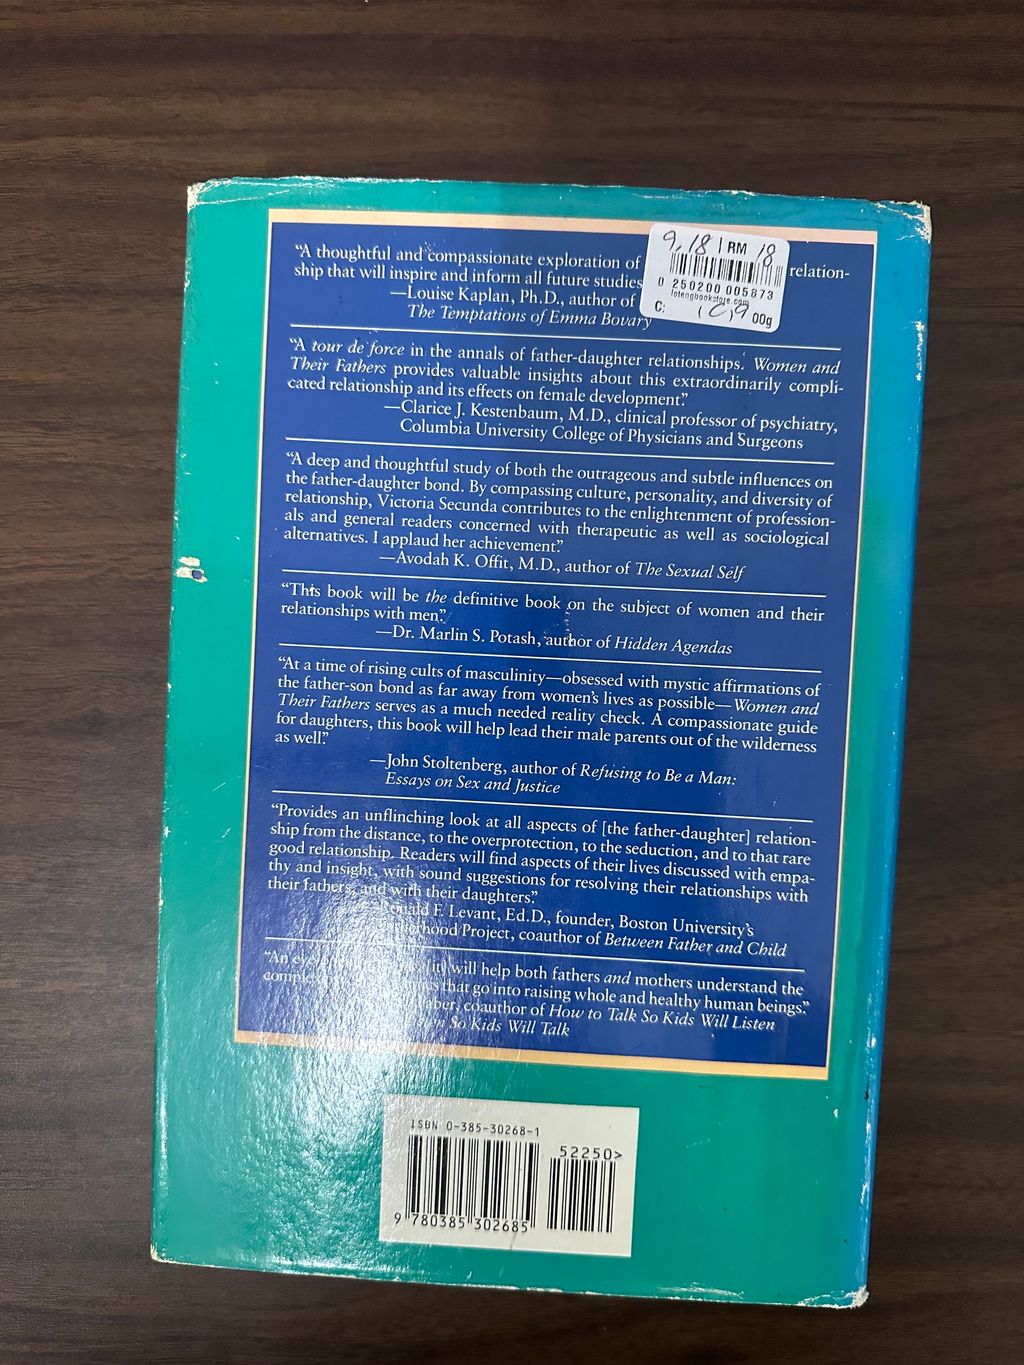 9.18 | RM 18
0 250200 005873
lotengbookstore.com
C: 00g
“A thoughtful and compassionate exploration of relation-
ship that will inspire and inform all future studies
—Louise Kaplan, Ph.D., author of
The Temptations of Emma Bovary
“A tour de force in the annals of father-daughter relationships. Women and
Their Fathers provides valuable insights about this extraordinarily compli-
cated relationship and its effects on female development.”
—Clarice J. Kestenbaum, M.D., clinical professor of psychiatry,
Columbia University College of Physicians and Surgeons
“A deep and thoughtful study of both the outrageous and subtle influences on
the father-daughter bond. By compassing culture, personality, and diversity of
relationship, Victoria Secunda contributes to the enlightenment of profession-
als and general readers concerned with therapeutic as well as sociological
alternatives. I applaud her achievement.”
—Avodah K. Offit, M.D., author of The Sexual Self
“This book will be the definitive book on the subject of women and their
relationships with men.”
—Dr. Marlin S. Potash, author of Hidden Agendas
“At a time of rising cults of masculinity—obsessed with mystic affirmations of
the father-son bond as far away from women's lives as possible—Women and
Their Fathers serves as a much needed reality check. A compassionate guide
for daughters, this book will help lead their male parents out of the wilderness
as well.”
—John Stoltenberg, author of Refusing to Be a Man:
Essays on Sex and Justice
“Provides an unflinching look at all aspects of [the father-daughter] relation-
ship from the distance, to the overprotection, to the seduction, and to that rare
good relationship. Readers will find aspects of their lives discussed with empa-
thy and insight, with sound suggestions for resolving their relationships with
their fathers, and with their daughters.”
F. Levant, Ed.D., founder, Boston University's
Project, coauthor of Between Father and Child
“An will help both fathers and mothers understand the
that go into raising whole and healthy human beings.”
coauthor of How to Talk So Kids Will Listen
So Kids Will Talk
ISBN 0-385-30268-1
52250>
9 780385 302685